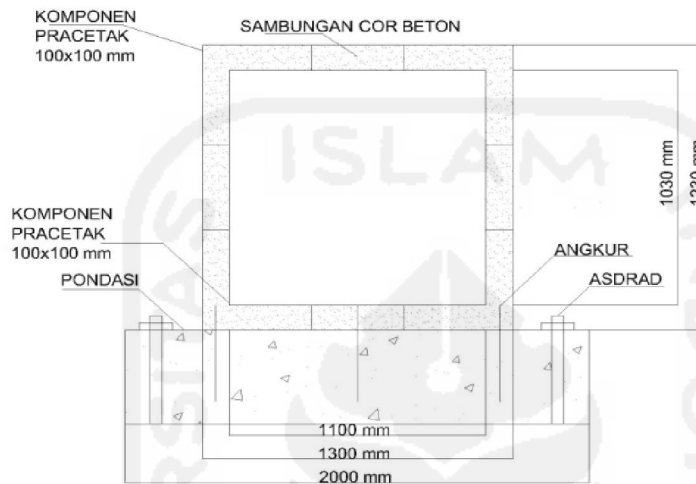 KOMPONEN
PRACETAK
100x100 mm
SAMBUNGAN COR BETON
ISLAM
1030 mm
KOMPONEN
PRACETAK
100x100 mm
PONDASI
ANGKUR
ASDRAD
1100 mm
1300 mm
2000 mm